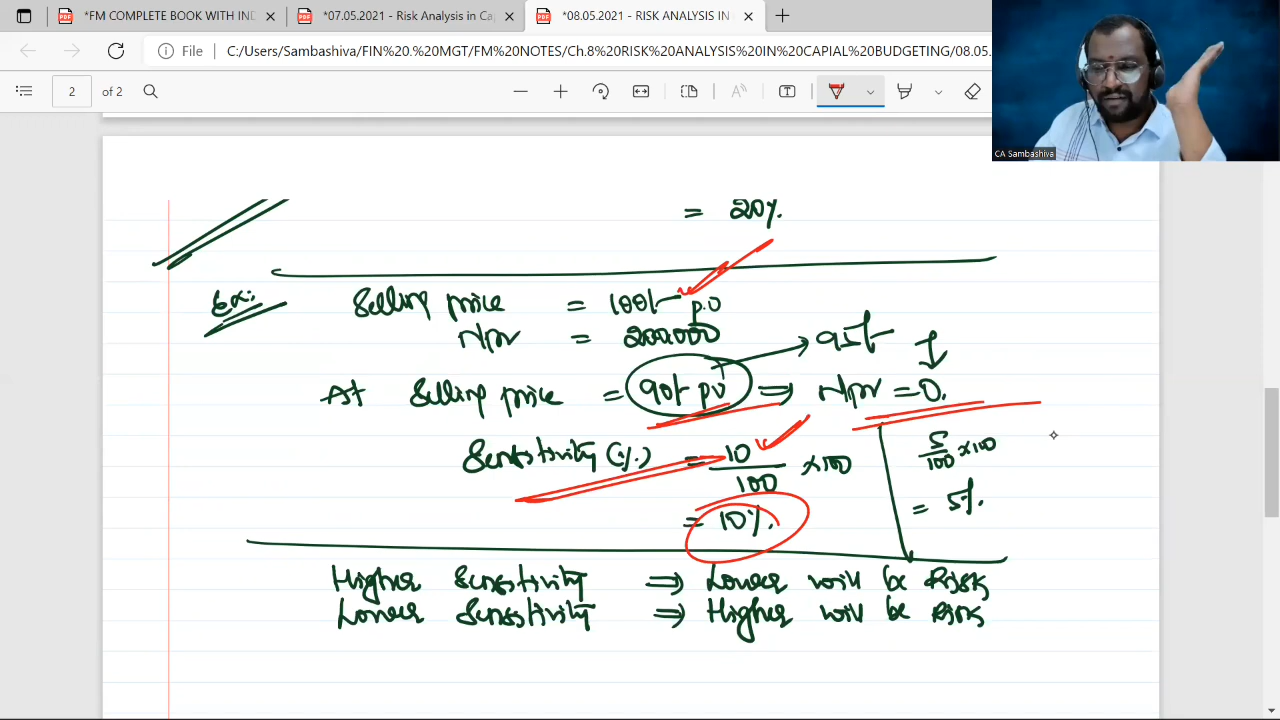 *FM COMPLETE BOOK WITH IND
*07.05.2021 - Risk Analysis in Ca
*08.05.2021 - RISK ANALYSIS IN
File C:/Users/Sambashiva/FIN%20.%20MGT/FM%20NOTES/Ch.8%20RISK%20ANALYSIS%20IN%20CAPIAL%20BUDGETING/08.05.
2 of 2
CA Sambashiva
= 20%.
Ex:
Selling price = 100/- p.u
NPV = 200,000
95/-
At Selling price = 90/- pu ⇒ NPV = 0.
Sensitivity (%) = 10/100 × 100
= 10%.
5/100 × 100
= 5%.
Higher Sensitivity ⇒ Lower will be Risk
Lower Sensitivity ⇒ Higher will be Risk